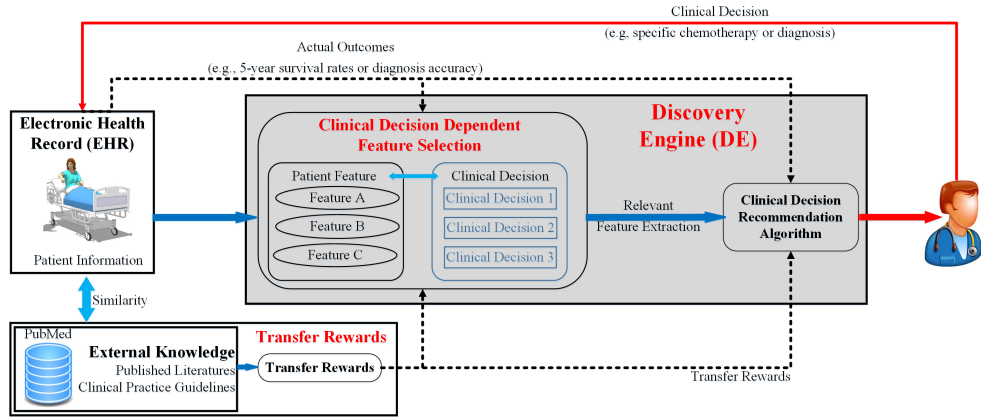 Clinical Decision
(e.g, specific chemotherapy or diagnosis)
Actual Outcomes
(e.g., 5-year survival rates or diagnosis accuracy)
Electronic Health
Record (EHR)
Patient Information
Discovery
Engine (DE)
Clinical Decision Dependent
Feature Selection
Patient Feature
Feature A
Feature B
Feature C
Clinical Decision
Clinical Decision 1
Clinical Decision 2
Clinical Decision 3
Relevant
Feature Extraction
Clinical Decision
Recommendation
Algorithm
Similarity
PubMed
External Knowledge
Published Literatures
Clinical Practice Guidelines
Transfer Rewards
Transfer Rewards
Transfer Rewards